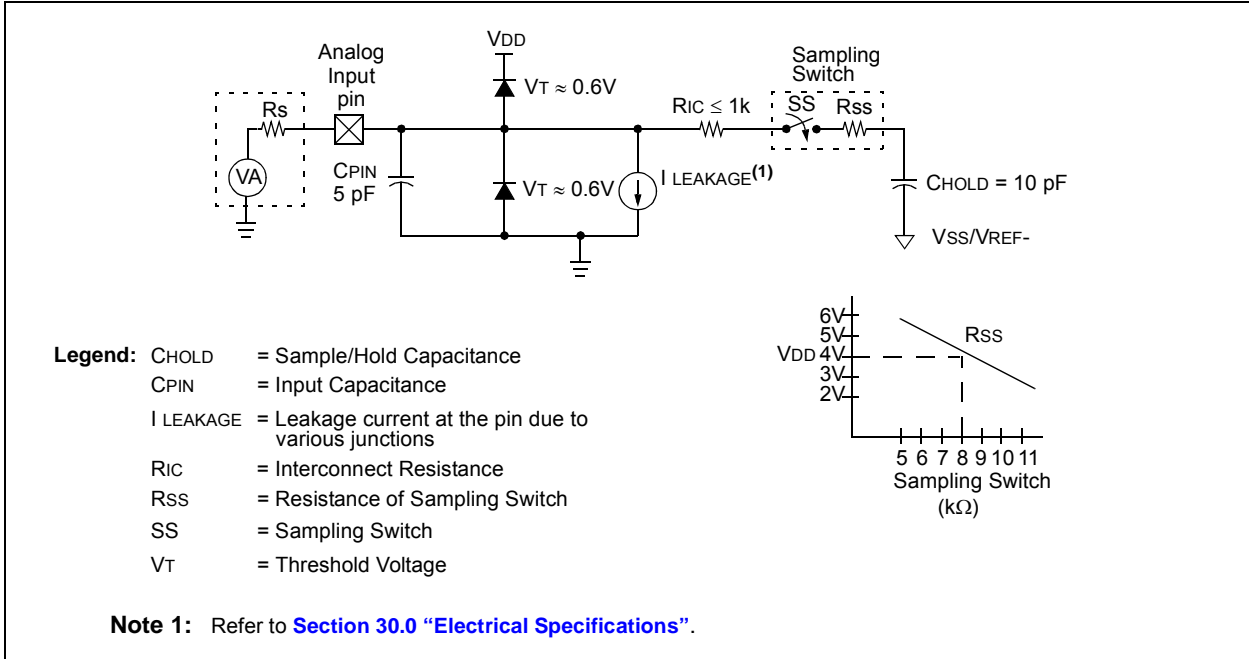 VDD
Analog
Input
pin
Sampling
Switch
VT ≈ 0.6V
Rs
RIC ≤ 1k
SS
Rss
VA
CPIN
5 pF
VT ≈ 0.6V
I LEAKAGE(1)
CHOLD = 10 pF
VSS/VREF-
6V
5V
VDD 4V
3V
2V
RSS
5 6 7 8 9 10 11
Sampling Switch
(kΩ)
Legend: CHOLD = Sample/Hold Capacitance
CPIN = Input Capacitance
I LEAKAGE = Leakage current at the pin due to
various junctions
RIC = Interconnect Resistance
RSS = Resistance of Sampling Switch
SS = Sampling Switch
VT = Threshold Voltage
Note 1: Refer to Section 30.0 “Electrical Specifications”.